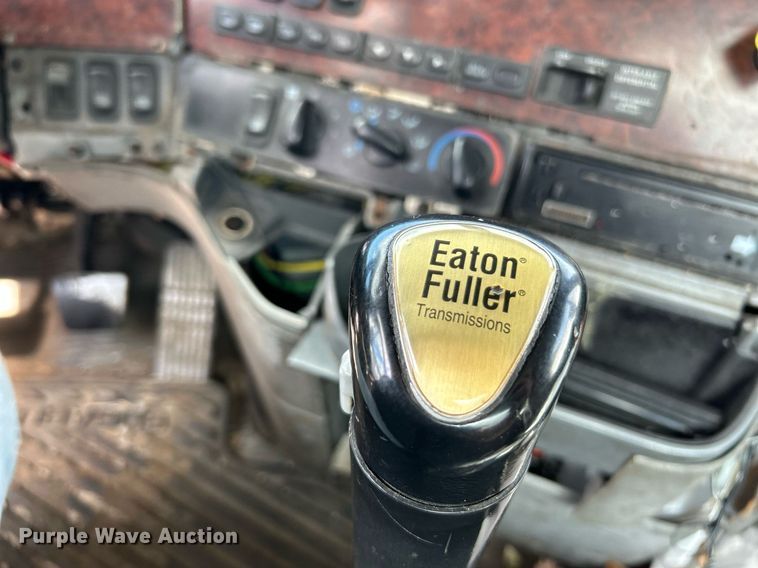 Eaton®
Fuller®
Transmissions
Purple Wave Auction